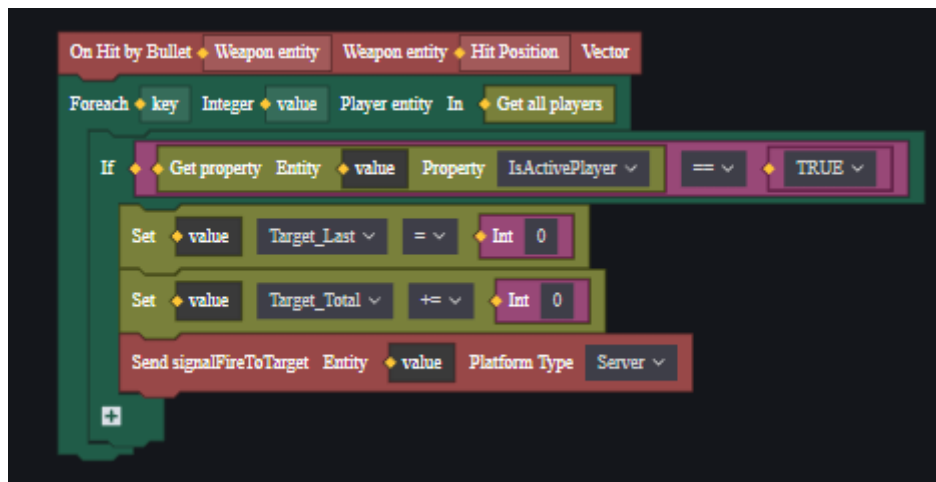 On Hit by Bullet Weapon entity Weapon entity Hit Position Vector
Foreach key Integer value Player entity In Get all players
If Get property Entity value Property IsActivePlayer == TRUE
Set value Target_Last = Int 0
Set value Target_Total += Int 0
Send signalFireToTarget Entity value Platform Type Server